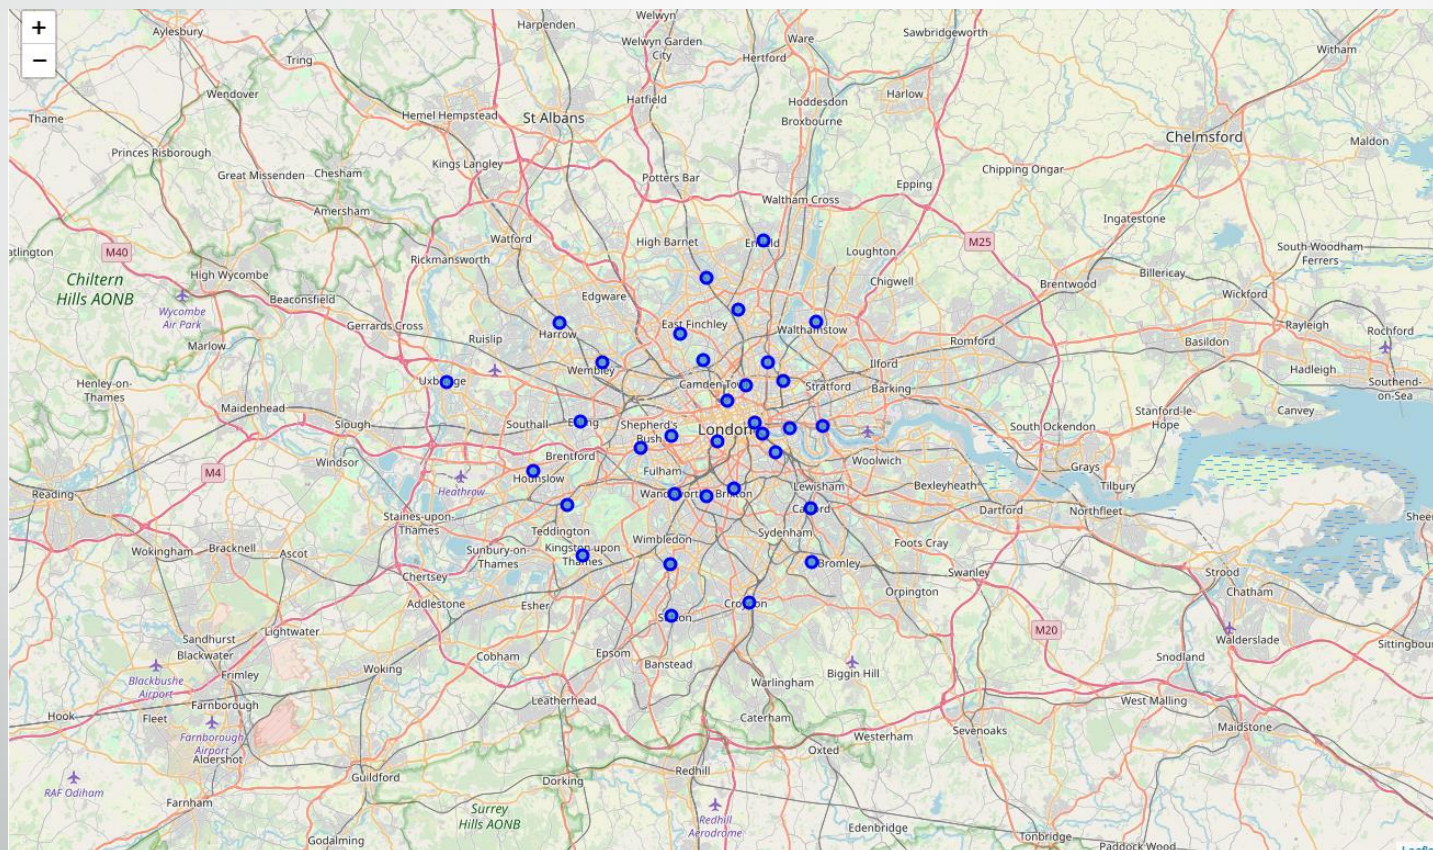 +
−
Aylesbury
Tring
Harpenden
Welwyn
Welwyn Garden
City
Ware
Hertford
Sawbridgeworth
Witham
Wendover
Thame
Hemel Hempstead
St Albans
Hatfield
Hoddesdon
Broxbourne
Harlow
Chelmsford
Maldon
Princes Risborough
Great Missenden
Chesham
Kings Langley
Potters Bar
Epping
Chipping Ongar
Waltham Cross
Amersham
Ingatestone
atlington
M40
Watford
High Barnet
Loughton
M25
South Woodham
Ferrers
Rickmansworth
Chiltern
Hills AONB
High Wycombe
Chigwell
Brentwood
Billericay
Wycombe
Air Park
Beaconsfield
Edgware
Wickford
Gerrards Cross
Harrow
East Finchley
Walthamstow
Rayleigh
Rochford
Marlow
Ruislip
Romford
Basildon
Hadleigh
Henley-on-
Thames
Wembley
Ilford
Southend-
on-Sea
Stratford
Barking
Maidenhead
Slough
Southall
Shepherd's
Bush
London
Stanford-le-
Hope
Canvey
South Ockendon
Windsor
Brentford
Fulham
Woolwich
Grays
M4
Heathrow
Hounslow
Reading
Lewisham
Bexleyheath
Tilbury
Brixton
Staines-upon-
Thames
Dartford
Northfleet
Teddington
Sydenham
Wimbledon
Foots Cray
Wokingham
Bracknell
Ascot
Sunbury-on-
Thames
Kingston upon
Thames
Bromley
Swanley
Strood
Chertsey
Orpington
Chatham
Addlestone
Esher
Lightwater
M20
Walderslade
Sandhurst
Blackwater
Cobham
Epsom
Banstead
Snodland
Woking
Frimley
Blackbushe
Airport
Biggin Hill
Warlingham
Leatherhead
West Malling
Hook
Fleet
Farnborough
Caterham
Sevenoaks
Maidstone
Farnborough
Airport
Westerham
Oxted
Aldershot
Guildford
Redhill
Dorking
RAF Odiham
Farnham
Surrey
Hills AONB
Redhill
Aerodrome
Edenbridge
Tonbridge
Godalming
Paddock Wood